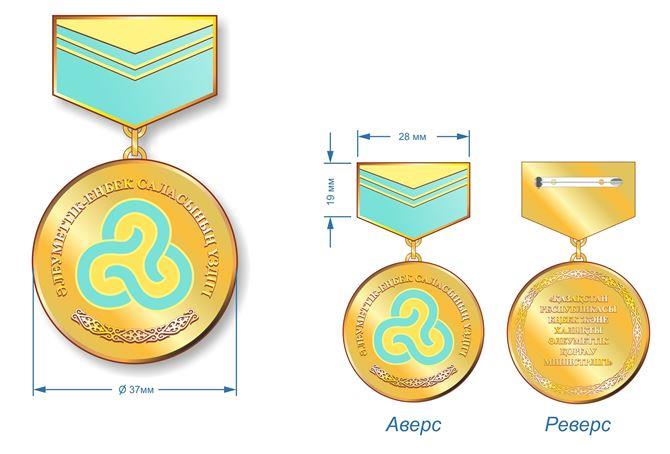 ӘЛЕУМЕТТІК-ЕҢБЕК САЛАСЫНЫҢ ҮЗДІГІ
Ø 37мм
28 мм
19 мм
ӘЛЕУМЕТТІК-ЕҢБЕК САЛАСЫНЫҢ ҮЗДІГІ
Аверс
«ҚАЗАҚСТАН
РЕСПУБЛИКАСЫ
ЕҢБЕК ЖӘНЕ
ХАЛЫҚТЫ
ӘЛЕУМЕТТІК
ҚОРҒАУ
МИНИСТРЛІГІ»
Реверс